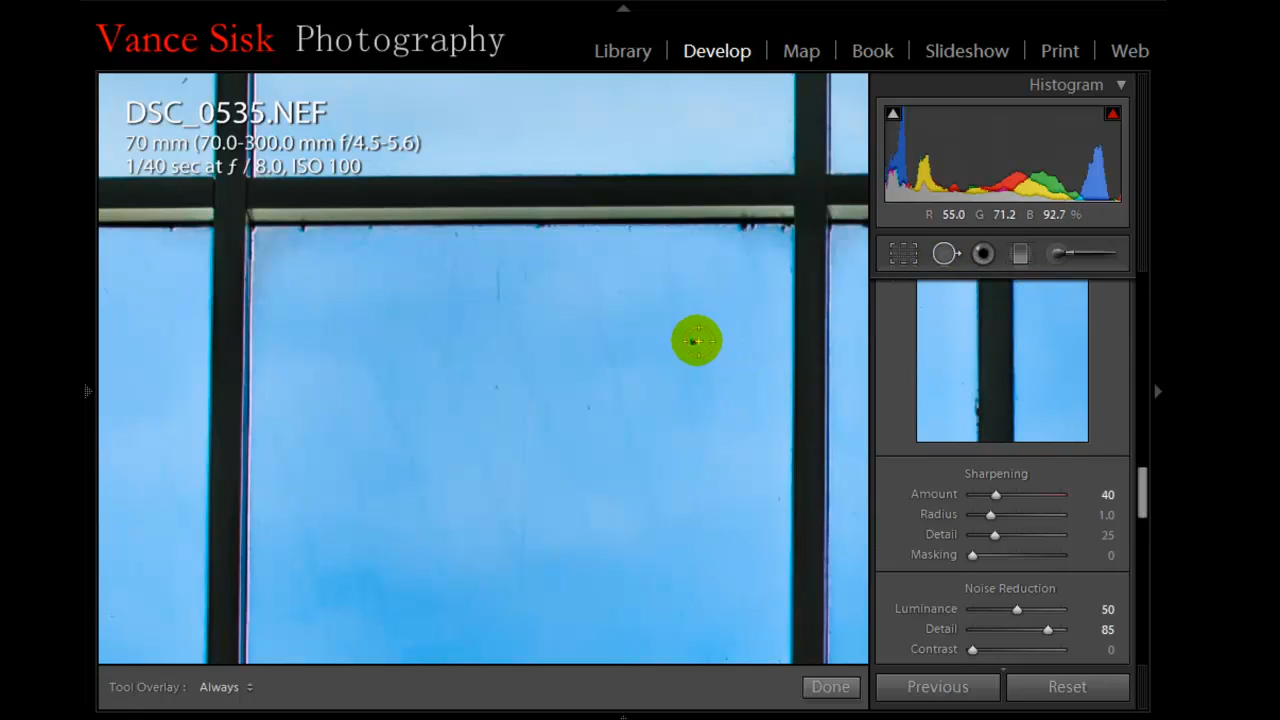 Vance Sisk Photography
Library | Develop | Map | Book | Slideshow | Print | Web
DSC_0535.NEF
70 mm (70.0-300.0 mm f/4.5-5.6)
1/40 sec at ƒ / 8.0, ISO 100
Histogram
R 55.0 G 71.2 B 92.7 %
Sharpening
Amount 40
Radius 1.0
Detail 25
Masking 0
Noise Reduction
Luminance 50
Detail 85
Contrast 0
Tool Overlay : Always
Done
Previous
Reset